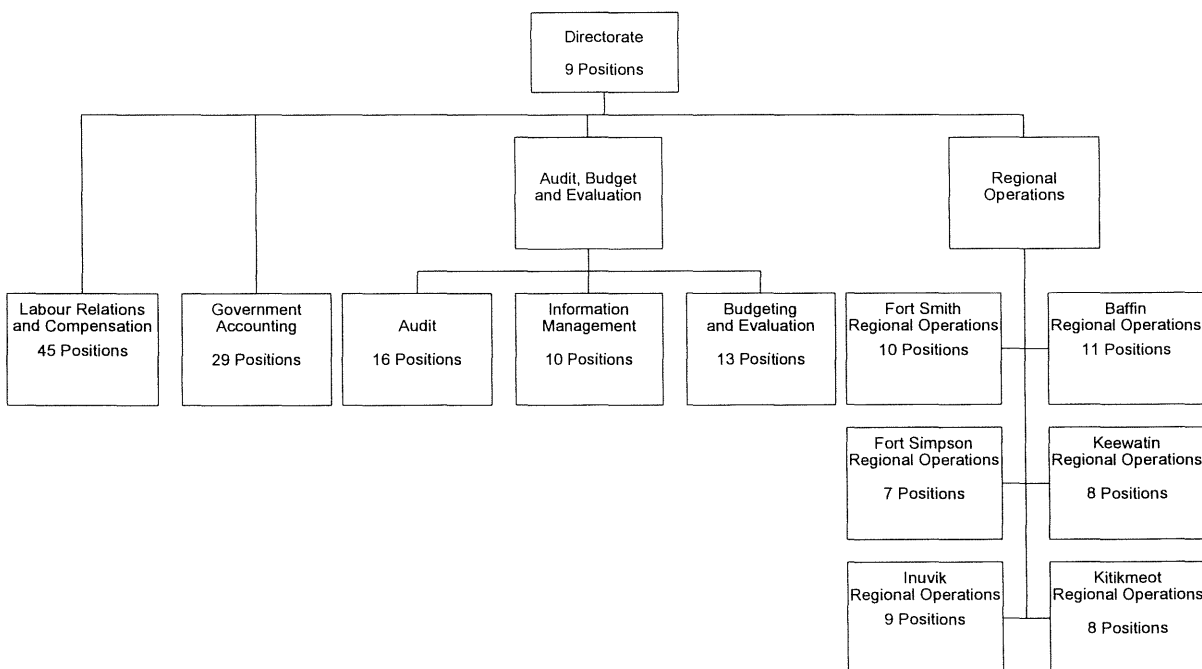 Directorate
9 Positions
Audit, Budget
and Evaluation
Regional
Operations
Labour Relations
and Compensation
45 Positions
Government
Accounting
29 Positions
Audit
16 Positions
Information
Management
10 Positions
Budgeting
and Evaluation
13 Positions
Fort Smith
Regional Operations
10 Positions
Baffin
Regional Operations
11 Positions
Fort Simpson
Regional Operations
7 Positions
Keewatin
Regional Operations
8 Positions
Inuvik
Regional Operations
9 Positions
Kitikmeot
Regional Operations
8 Positions